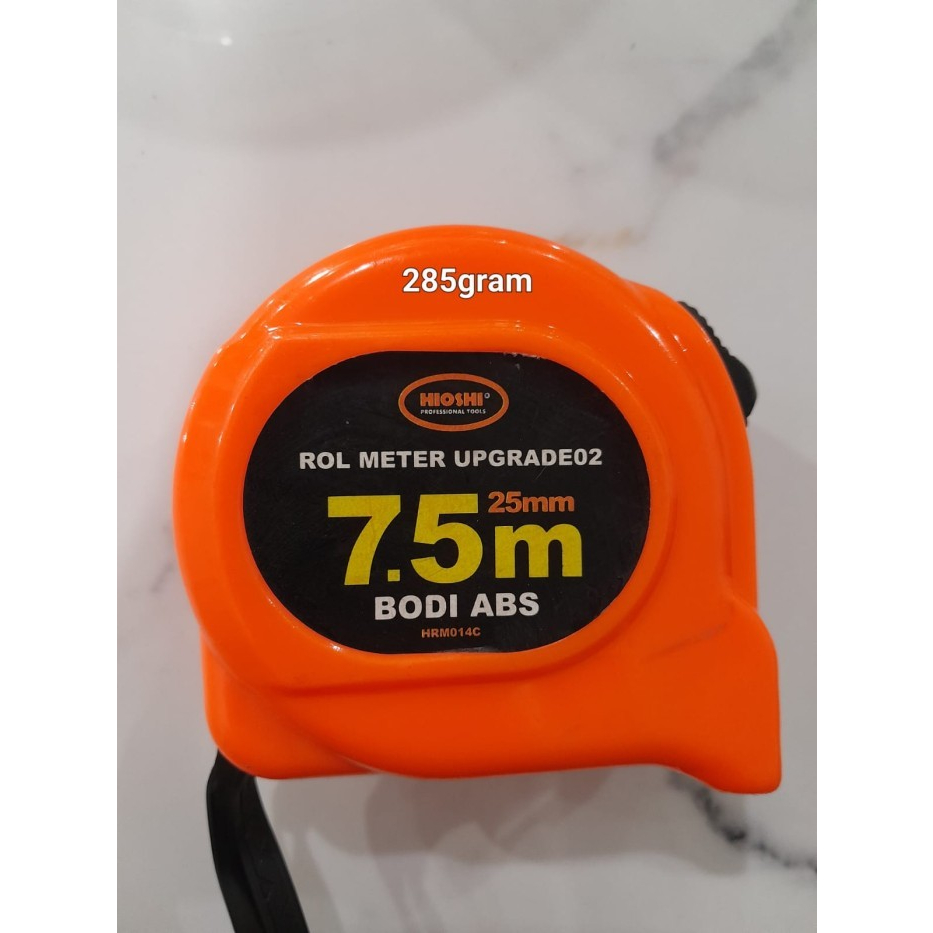 285gram
HIOSHI
PROFESSIONAL TOOLS
ROL METER UPGRADE02
25mm
7.5m
BODI ABS
HRM014C